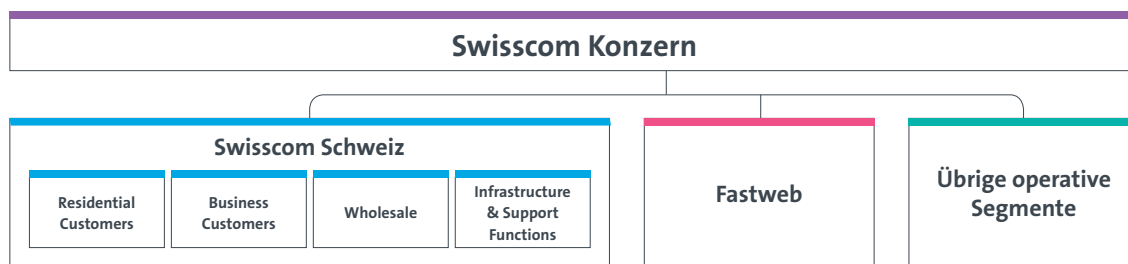 Swisscom Konzern
Swisscom Schweiz
Residential
Customers
Business
Customers
Wholesale
Infrastructure
& Support
Functions
Fastweb
Übrige operative
Segmente